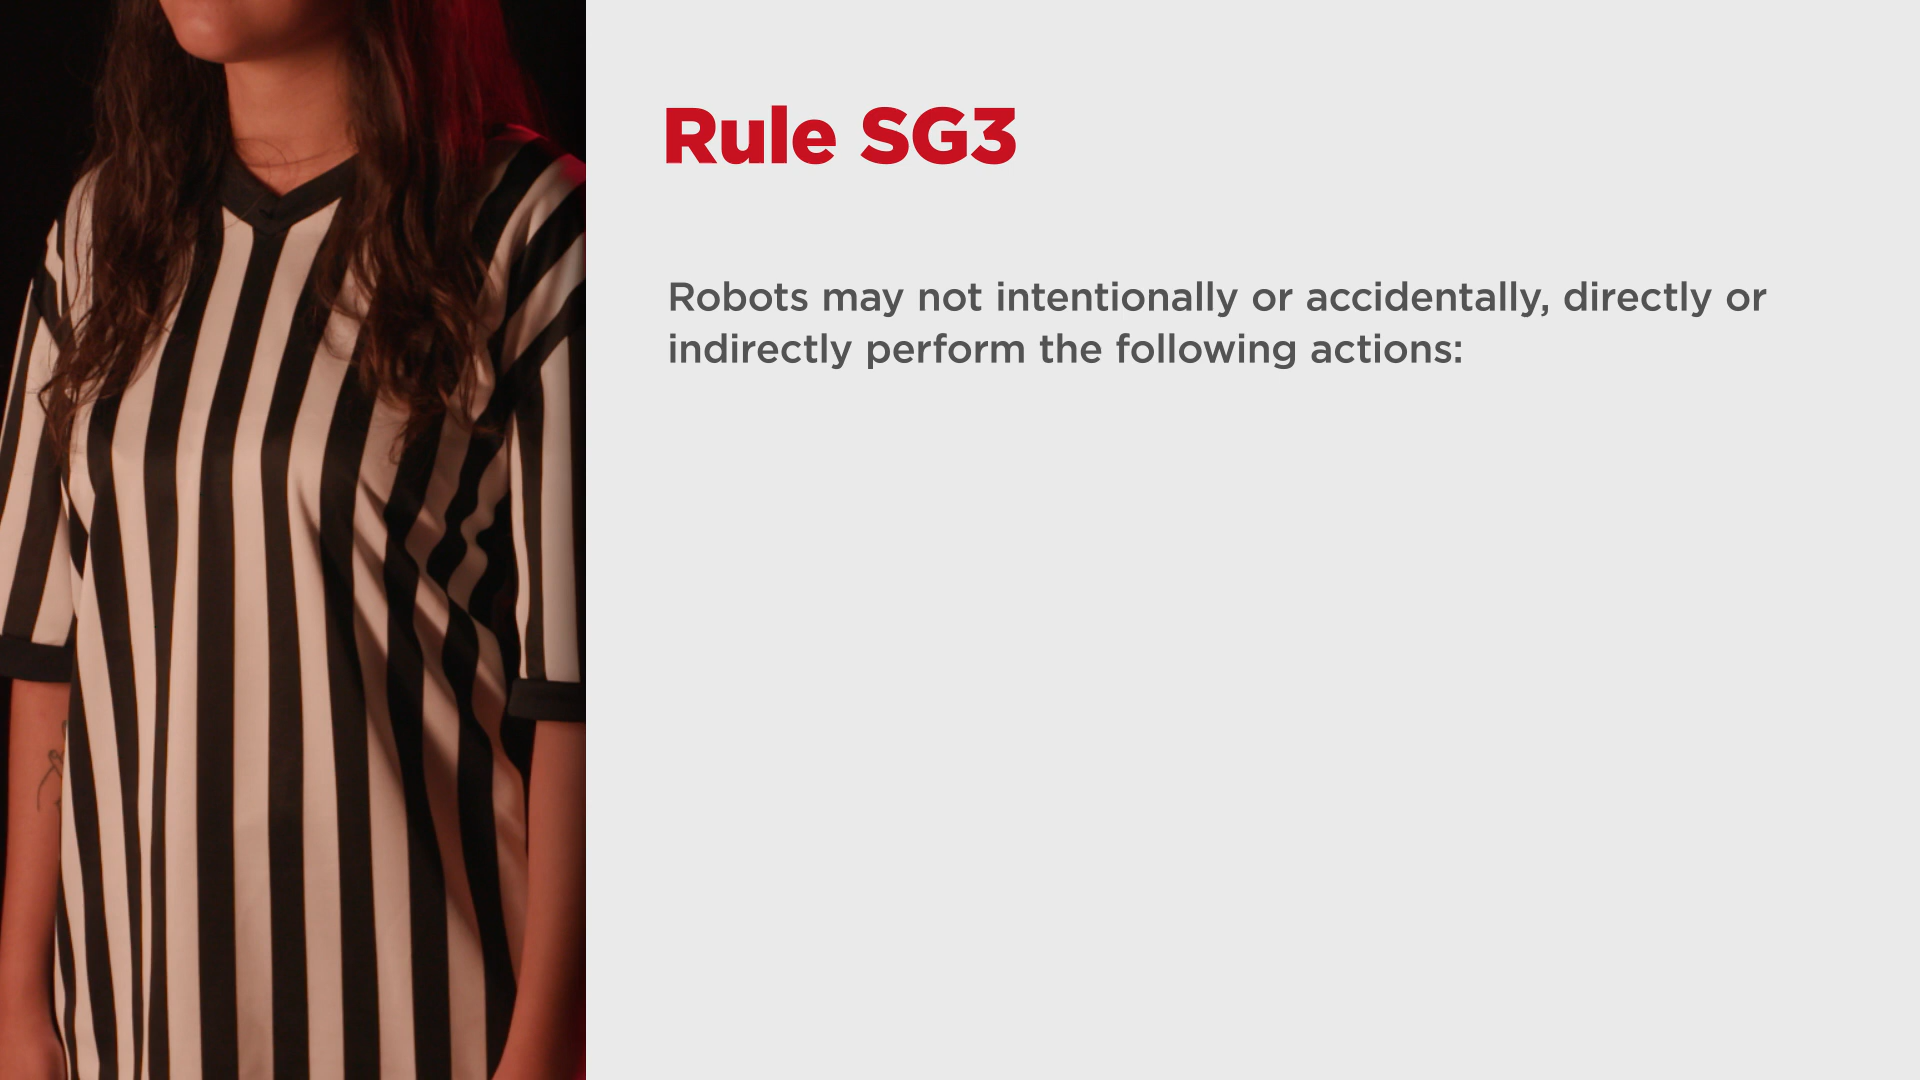 Rule SG3
Robots may not intentionally or accidentally, directly or
indirectly perform the following actions: